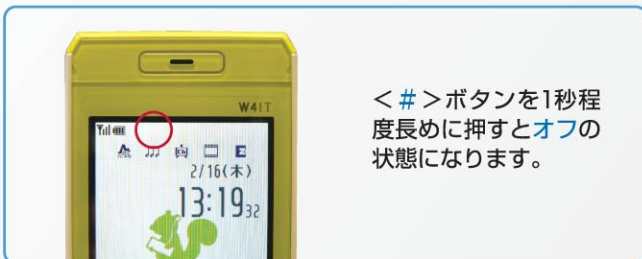 W41T
2/16(木)
13:19 32
<#>ボタンを1秒程
度長めに押すとオフの
状態になります。